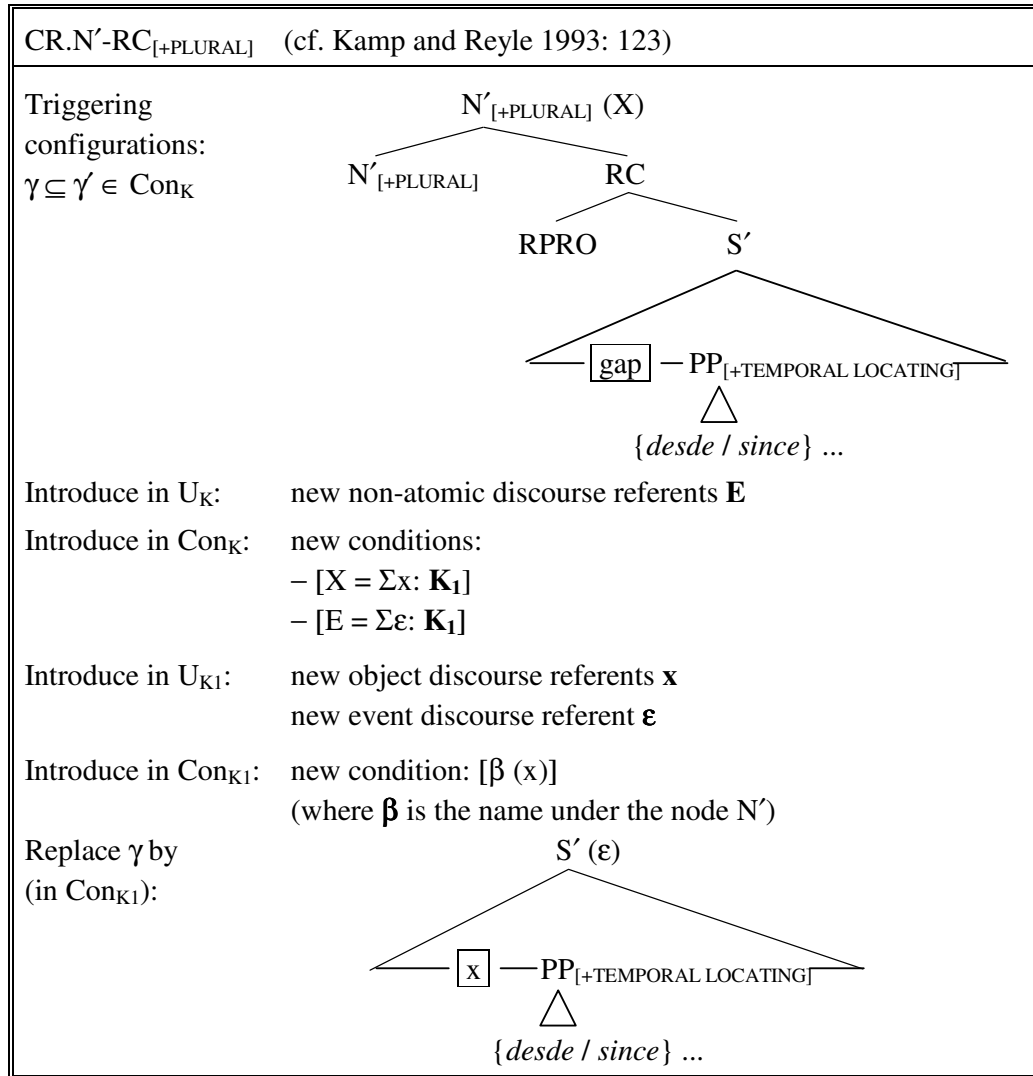 CR.N′-RC[+PLURAL] (cf. Kamp and Reyle 1993: 123)
Triggering
configurations:
γ ⊆ γ′ ∈ ConK
N′[+PLURAL] (X)
N′[+PLURAL] RC
RPRO S′
gap PP[+TEMPORAL LOCATING]
{desde / since} ...
Introduce in UK: new non-atomic discourse referents E
Introduce in ConK: new conditions:
– [X = Σx: K1]
– [E = Σε: K1]
Introduce in UK1: new object discourse referents x
new event discourse referent ε
Introduce in ConK1: new condition: [β (x)]
(where β is the name under the node N′)
Replace γ by
(in ConK1):
S′ (ε)
x PP[+TEMPORAL LOCATING]
{desde / since} ...